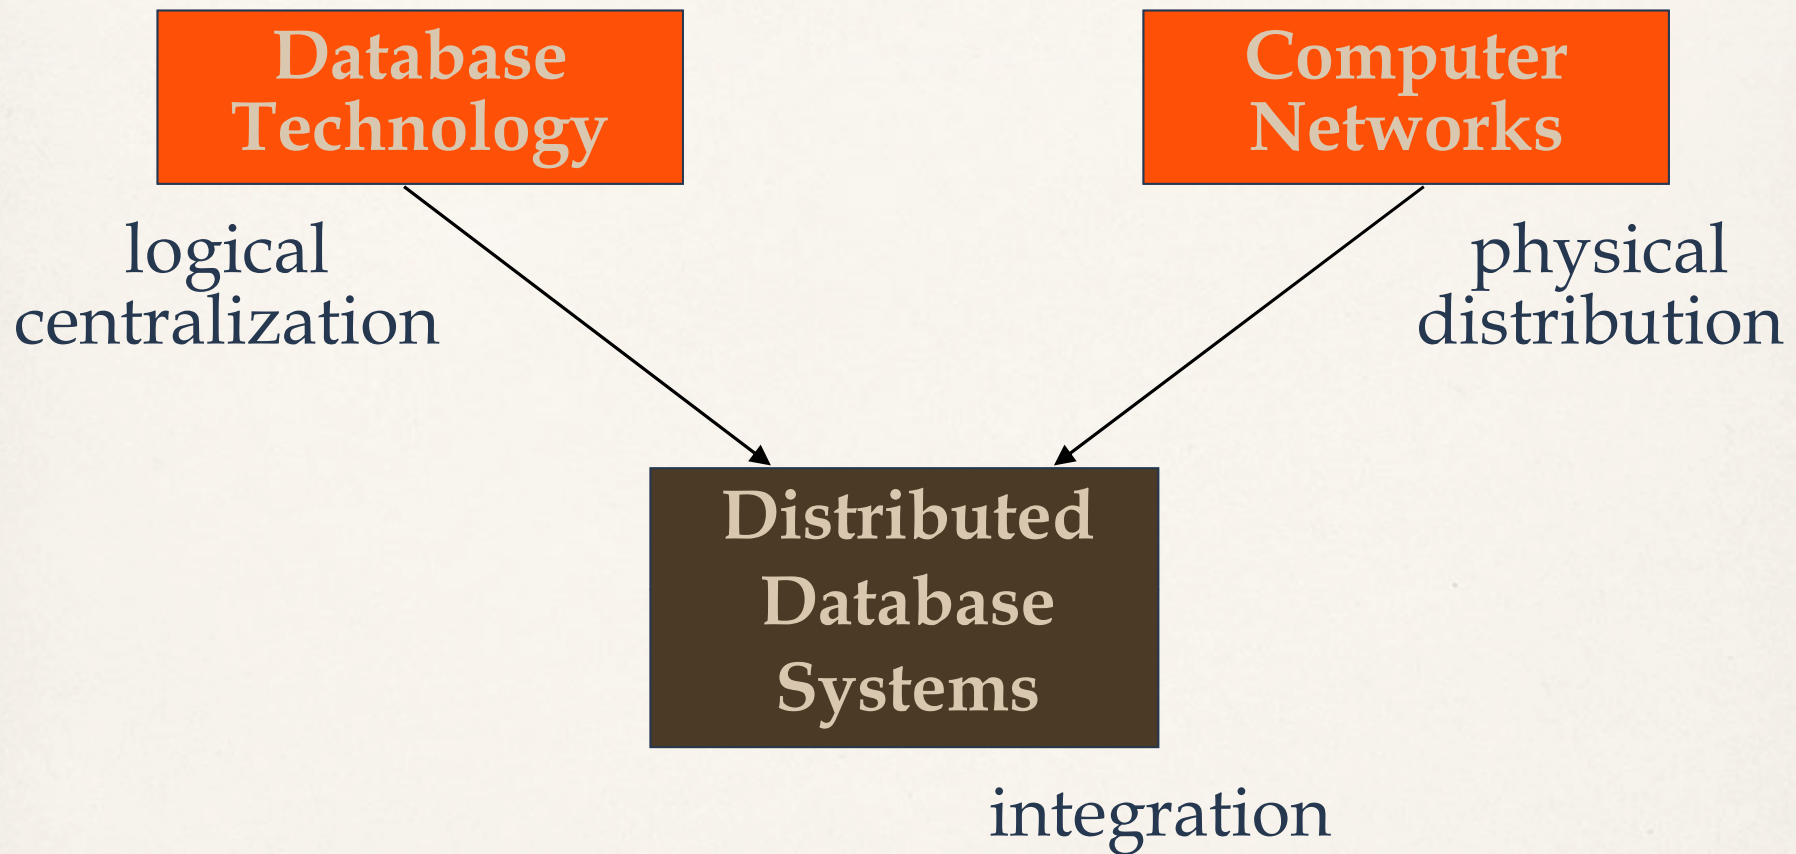 Database
Technology
Computer
Networks
logical
centralization
physical
distribution
Distributed
Database
Systems
integration